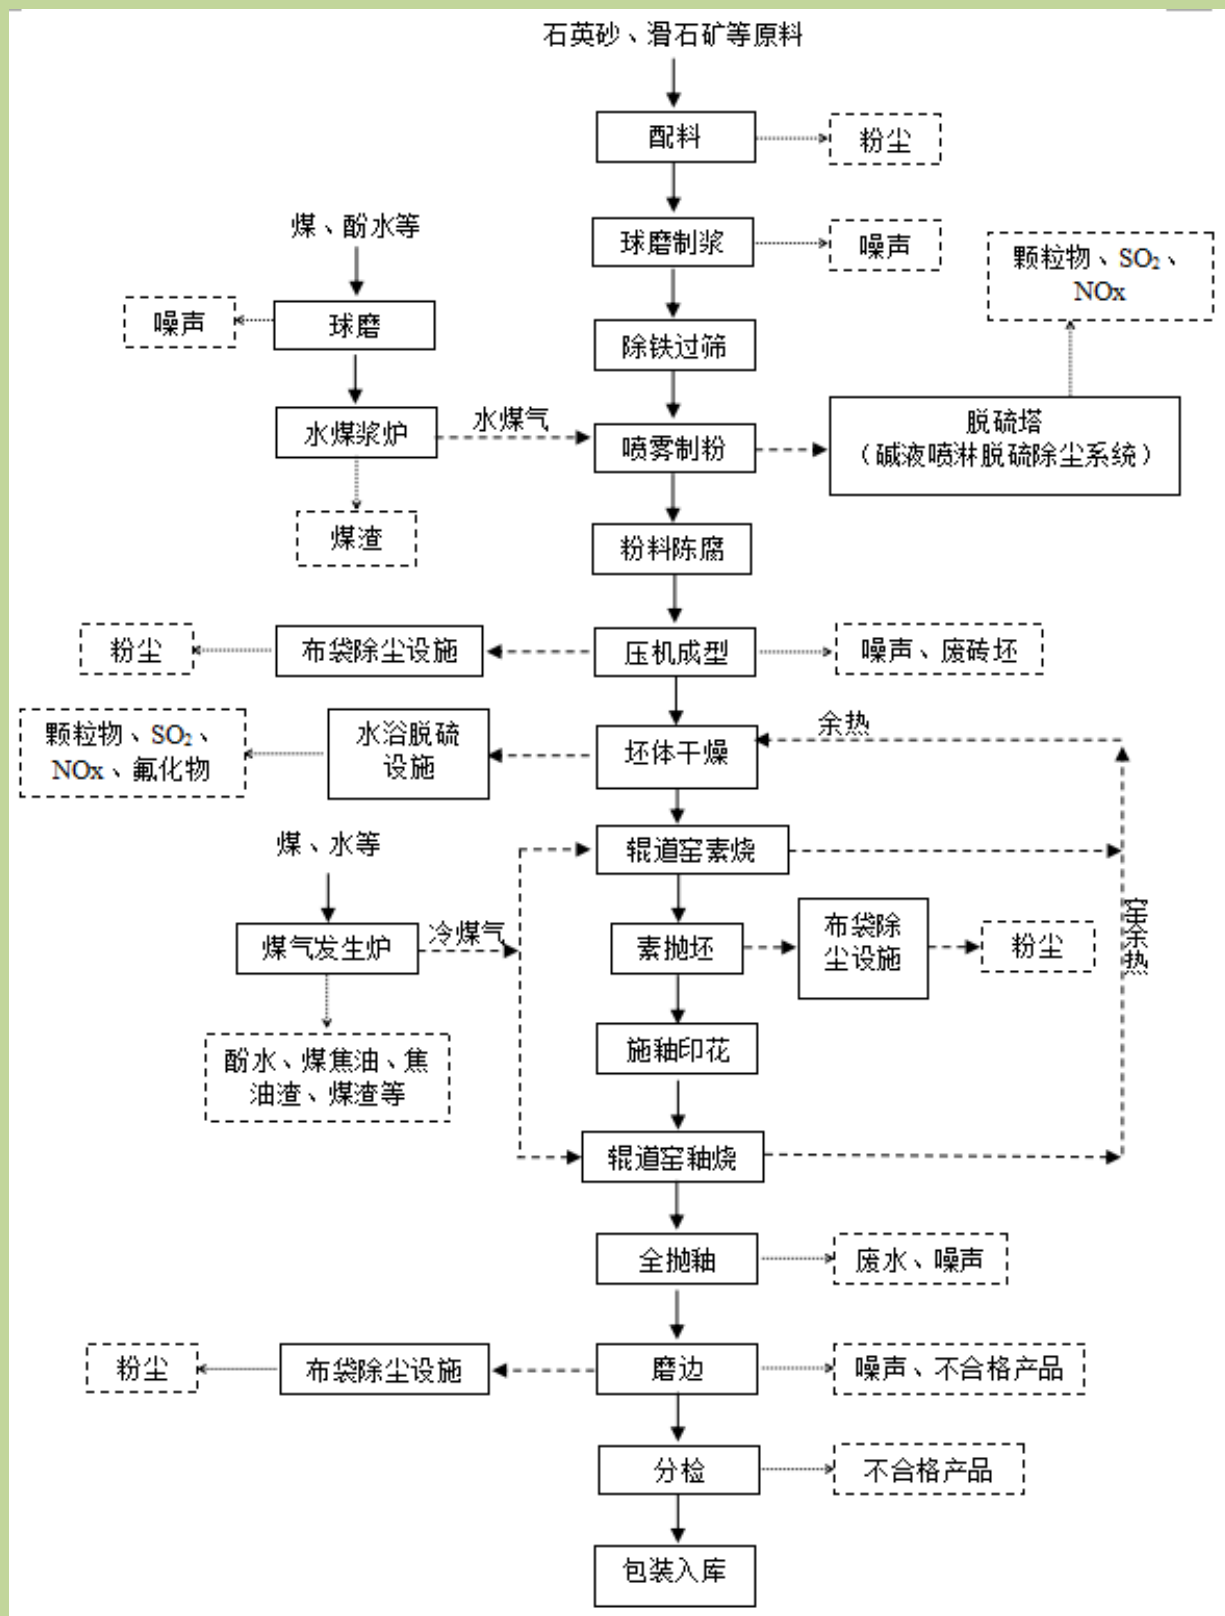 石英砂、滑石矿等原料
配料
粉尘
煤、酚水等
球磨制浆
噪声
颗粒物、SO₂、
NOx
噪声
球磨
除铁过筛
水煤浆炉
水煤气
喷雾制粉
脱硫塔
（碱液喷淋脱硫除尘系统）
煤渣
粉料陈腐
粉尘
布袋除尘设施
压机成型
噪声、废砖坯
颗粒物、SO₂、
NOx、氟化物
水浴脱硫
设施
坯体干燥
余热
煤、水等
辊道窑素烧
煤气发生炉
冷煤气
素抛坯
布袋除
尘设施
粉尘
窑余热
酚水、煤焦油、焦
油渣、煤渣等
施釉印花
辊道窑釉烧
全抛釉
废水、噪声
粉尘
布袋除尘设施
磨边
噪声、不合格产品
分检
不合格产品
包装入库